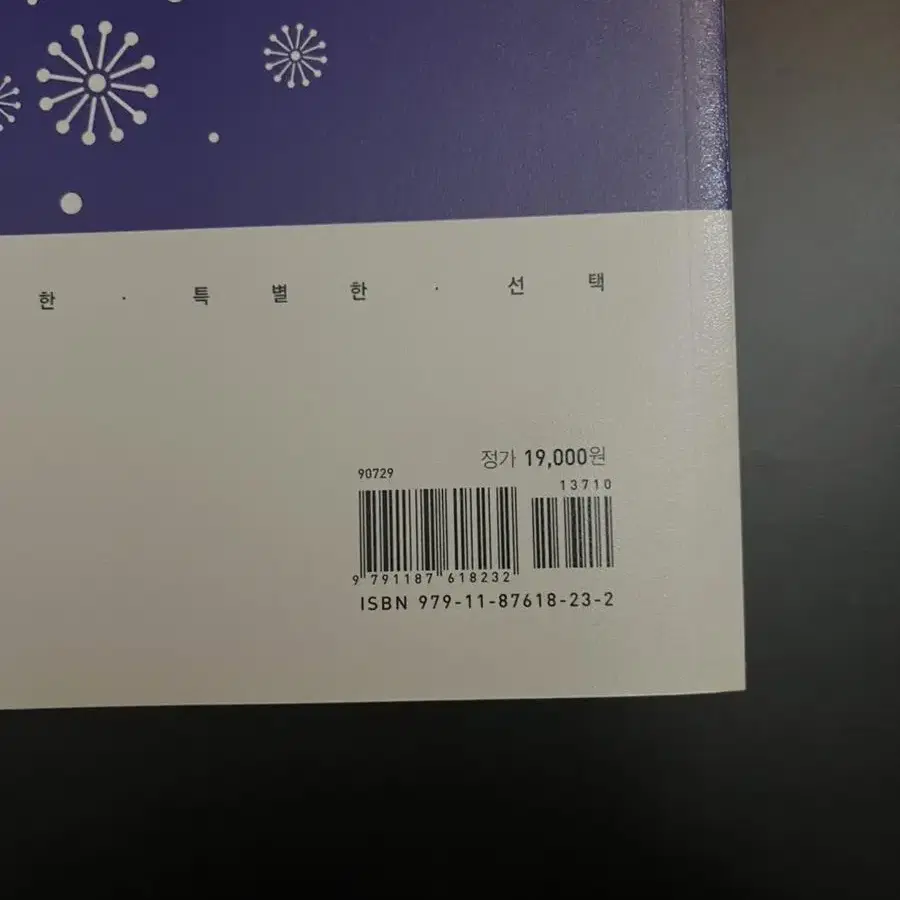 한 · 특별한 · 선택
정가 19,000원
90729
13710
9 791187 618232
ISBN 979-11-87618-23-2